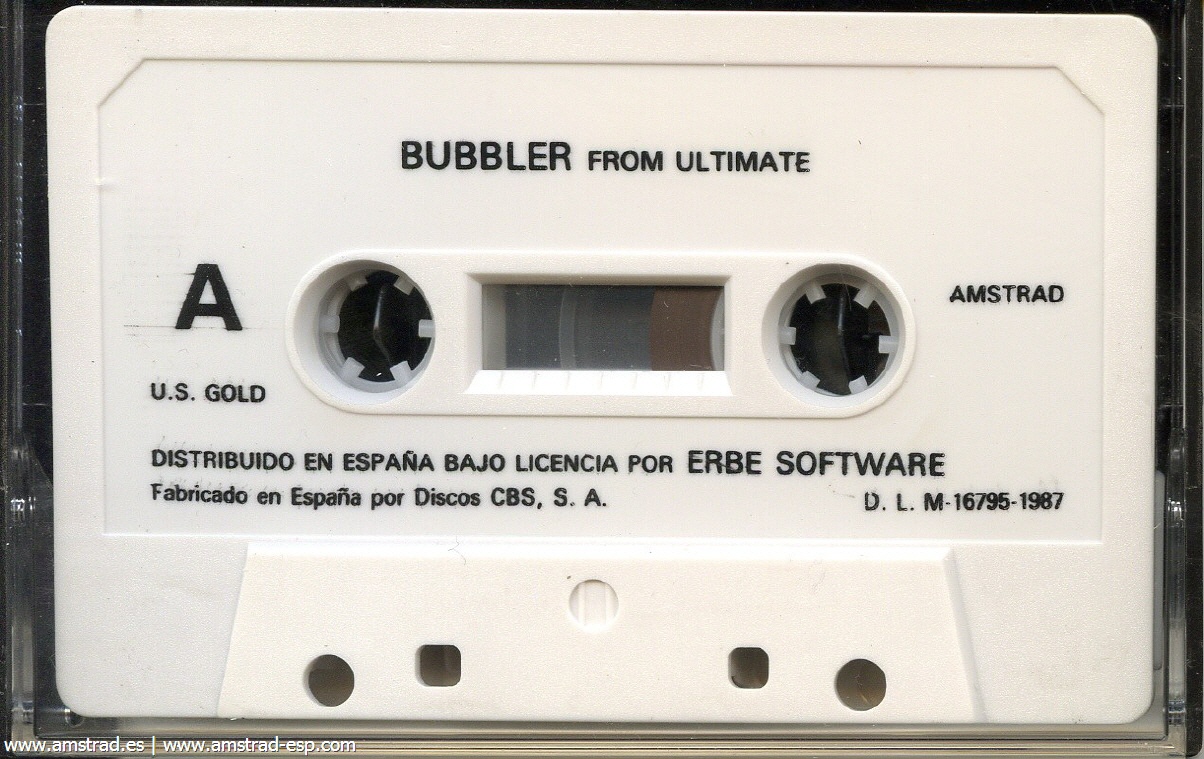 BUBBLER FROM ULTIMATE
A
AMSTRAD
U.S. GOLD
DISTRIBUIDO EN ESPAÑA BAJO LICENCIA POR ERBE SOFTWARE
Fabricado en España por Discos CBS, S. A.
D. L. M-16795-1987
www.amstrad.es | www.amstrad-esp.com